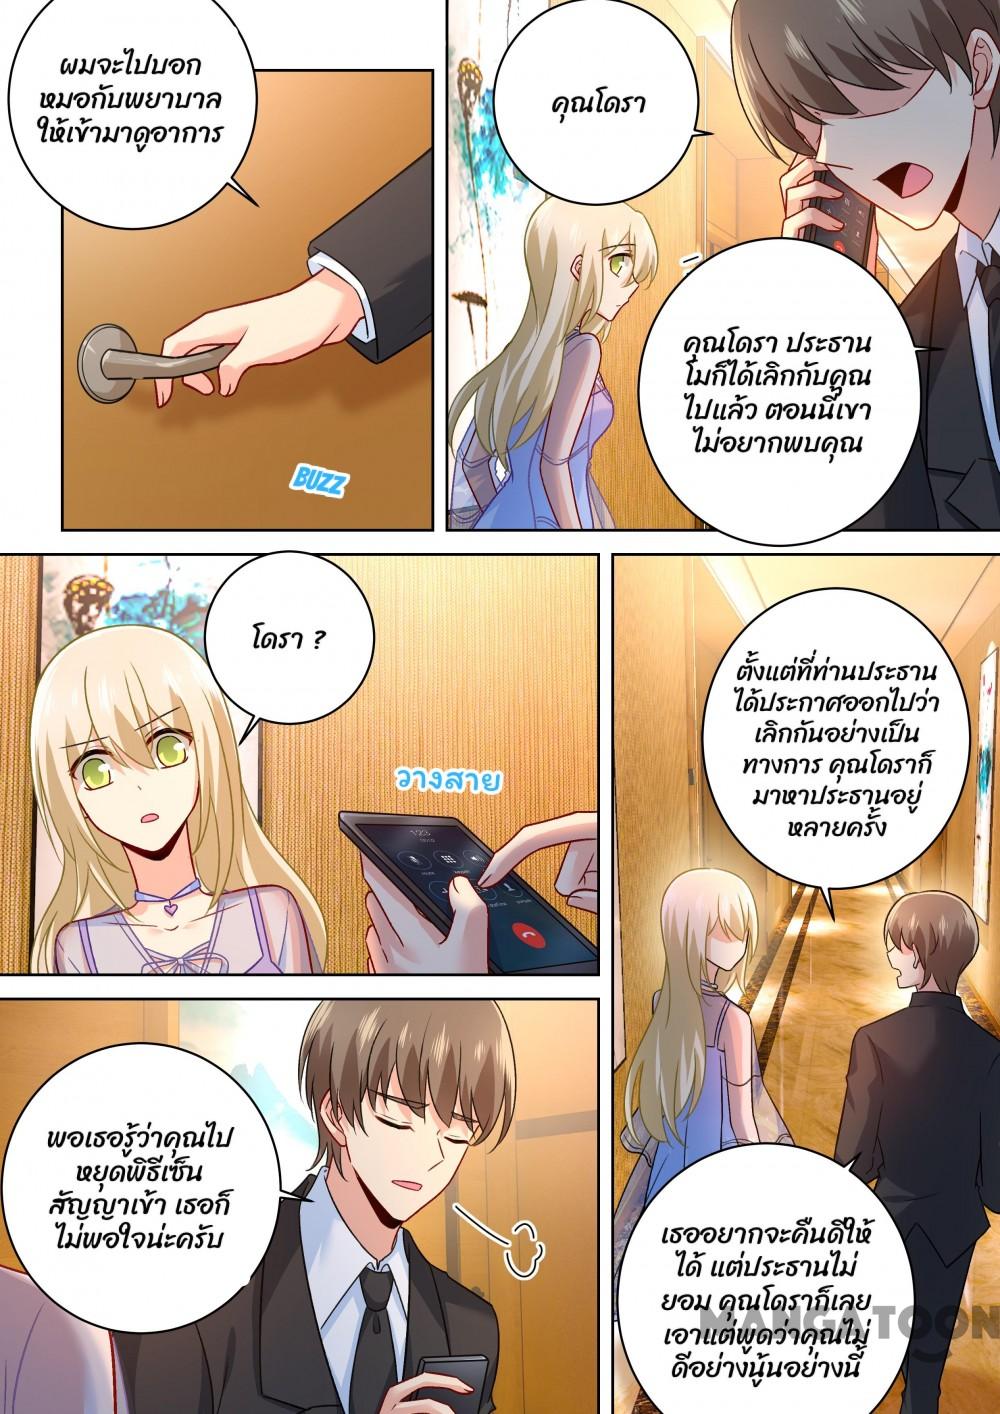 ผมจะไปบอก
หมอกับพยาบาล
ให้เข้ามาดูอาการ
BUZZ
คุณโดรา
คุณโดรา ประธาน
โมก็ได้เลิกกับคุณ
ไปแล้ว ตอนนี้เขา
ไม่อยากพบคุณ
โดรา ?
วางสาย
123
ตั้งแต่ที่ท่านประธาน
ได้ประกาศออกไปว่า
เลิกกันอย่างเป็น
ทางการ คุณโดราก็
มาหาประธานอยู่
หลายครั้ง
พอเธอรู้ว่าคุณไป
หยุดพิธีเซ็น
สัญญาเข้า เธอก็
ไม่พอใจน่ะครับ
เธออยากจะคืนดีให้
ได้ แต่ประธานไม่
ยอม คุณโดราก็เลย
เอาแต่พูดว่าคุณไม่
ดีอย่างนู้นอย่างนี้
MANGATOON